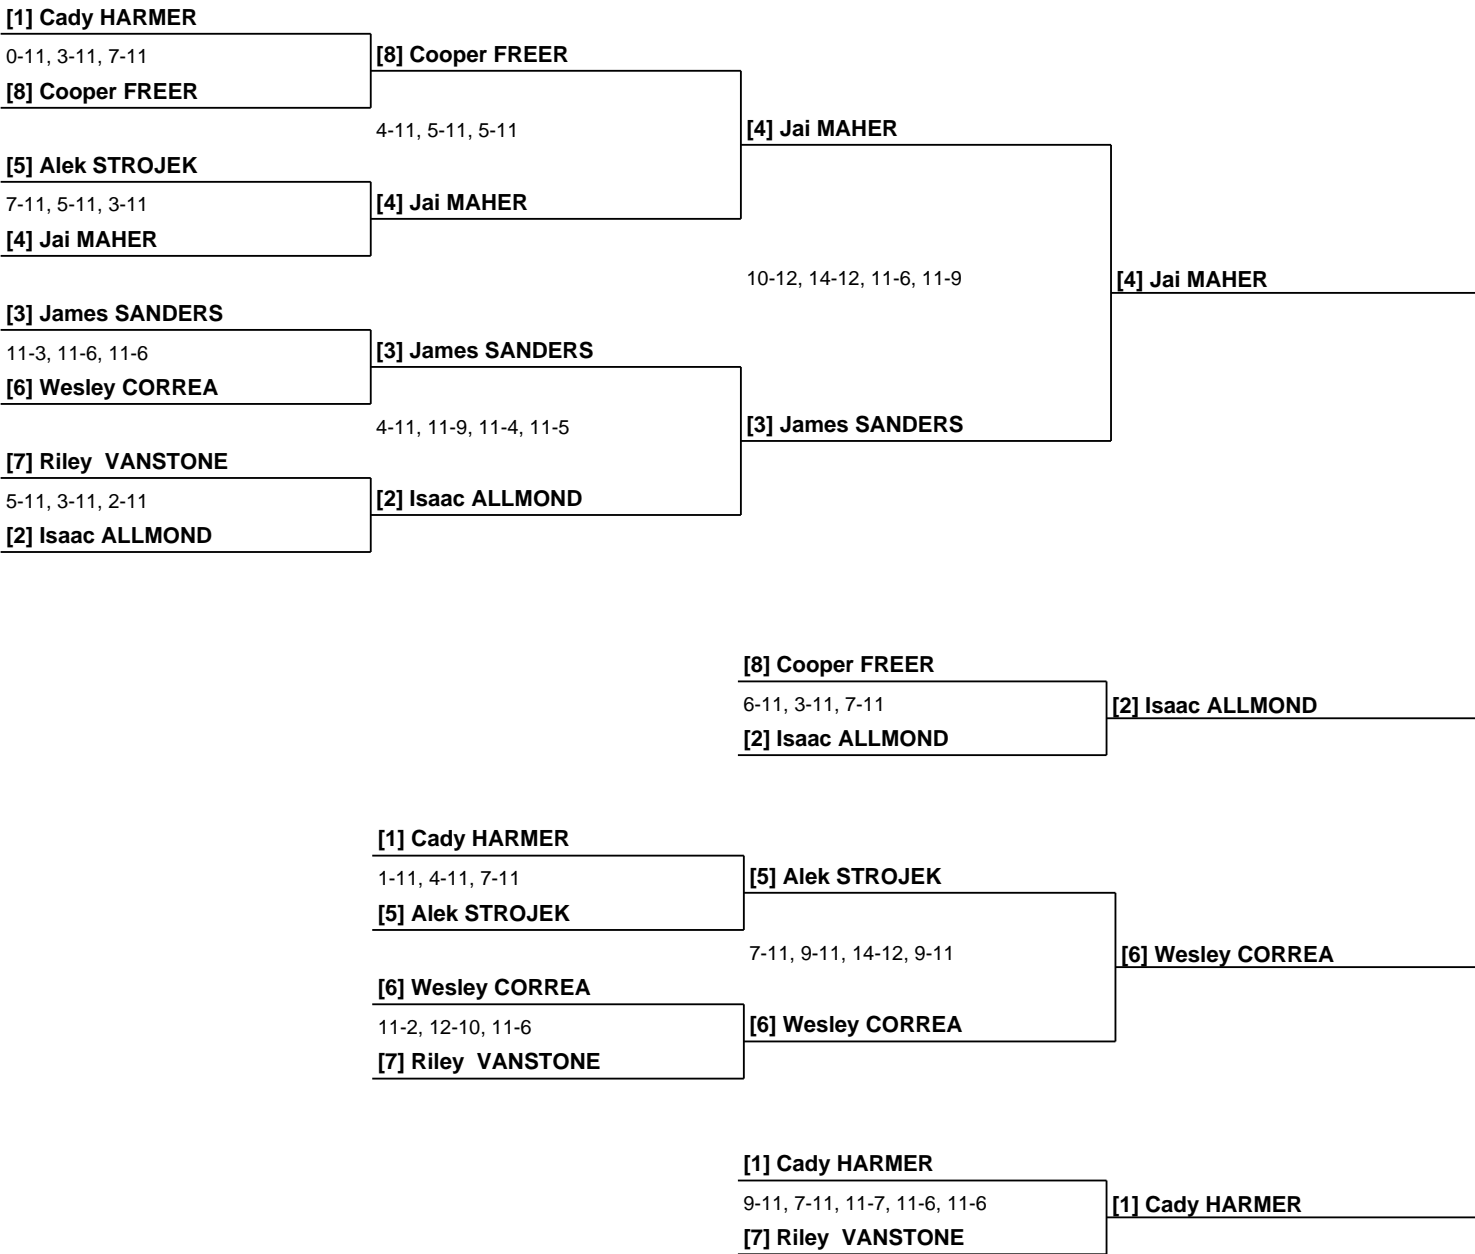 [1] Cady HARMER
0-11, 3-11, 7-11
[8] Cooper FREER
[8] Cooper FREER
4-11, 5-11, 5-11
[4] Jai MAHER
[5] Alek STROJEK
7-11, 5-11, 3-11
[4] Jai MAHER
[4] Jai MAHER
10-12, 14-12, 11-6, 11-9
[4] Jai MAHER
[3] James SANDERS
11-3, 11-6, 11-6
[3] James SANDERS
[6] Wesley CORREA
4-11, 11-9, 11-4, 11-5
[3] James SANDERS
[7] Riley  VANSTONE
5-11, 3-11, 2-11
[2] Isaac ALLMOND
[2] Isaac ALLMOND
[8] Cooper FREER
6-11, 3-11, 7-11
[2] Isaac ALLMOND
[2] Isaac ALLMOND
[1] Cady HARMER
1-11, 4-11, 7-11
[5] Alek STROJEK
[5] Alek STROJEK
7-11, 9-11, 14-12, 9-11
[6] Wesley CORREA
[6] Wesley CORREA
11-2, 12-10, 11-6
[6] Wesley CORREA
[7] Riley  VANSTONE
[1] Cady HARMER
9-11, 7-11, 11-7, 11-6, 11-6
[1] Cady HARMER
[7] Riley  VANSTONE